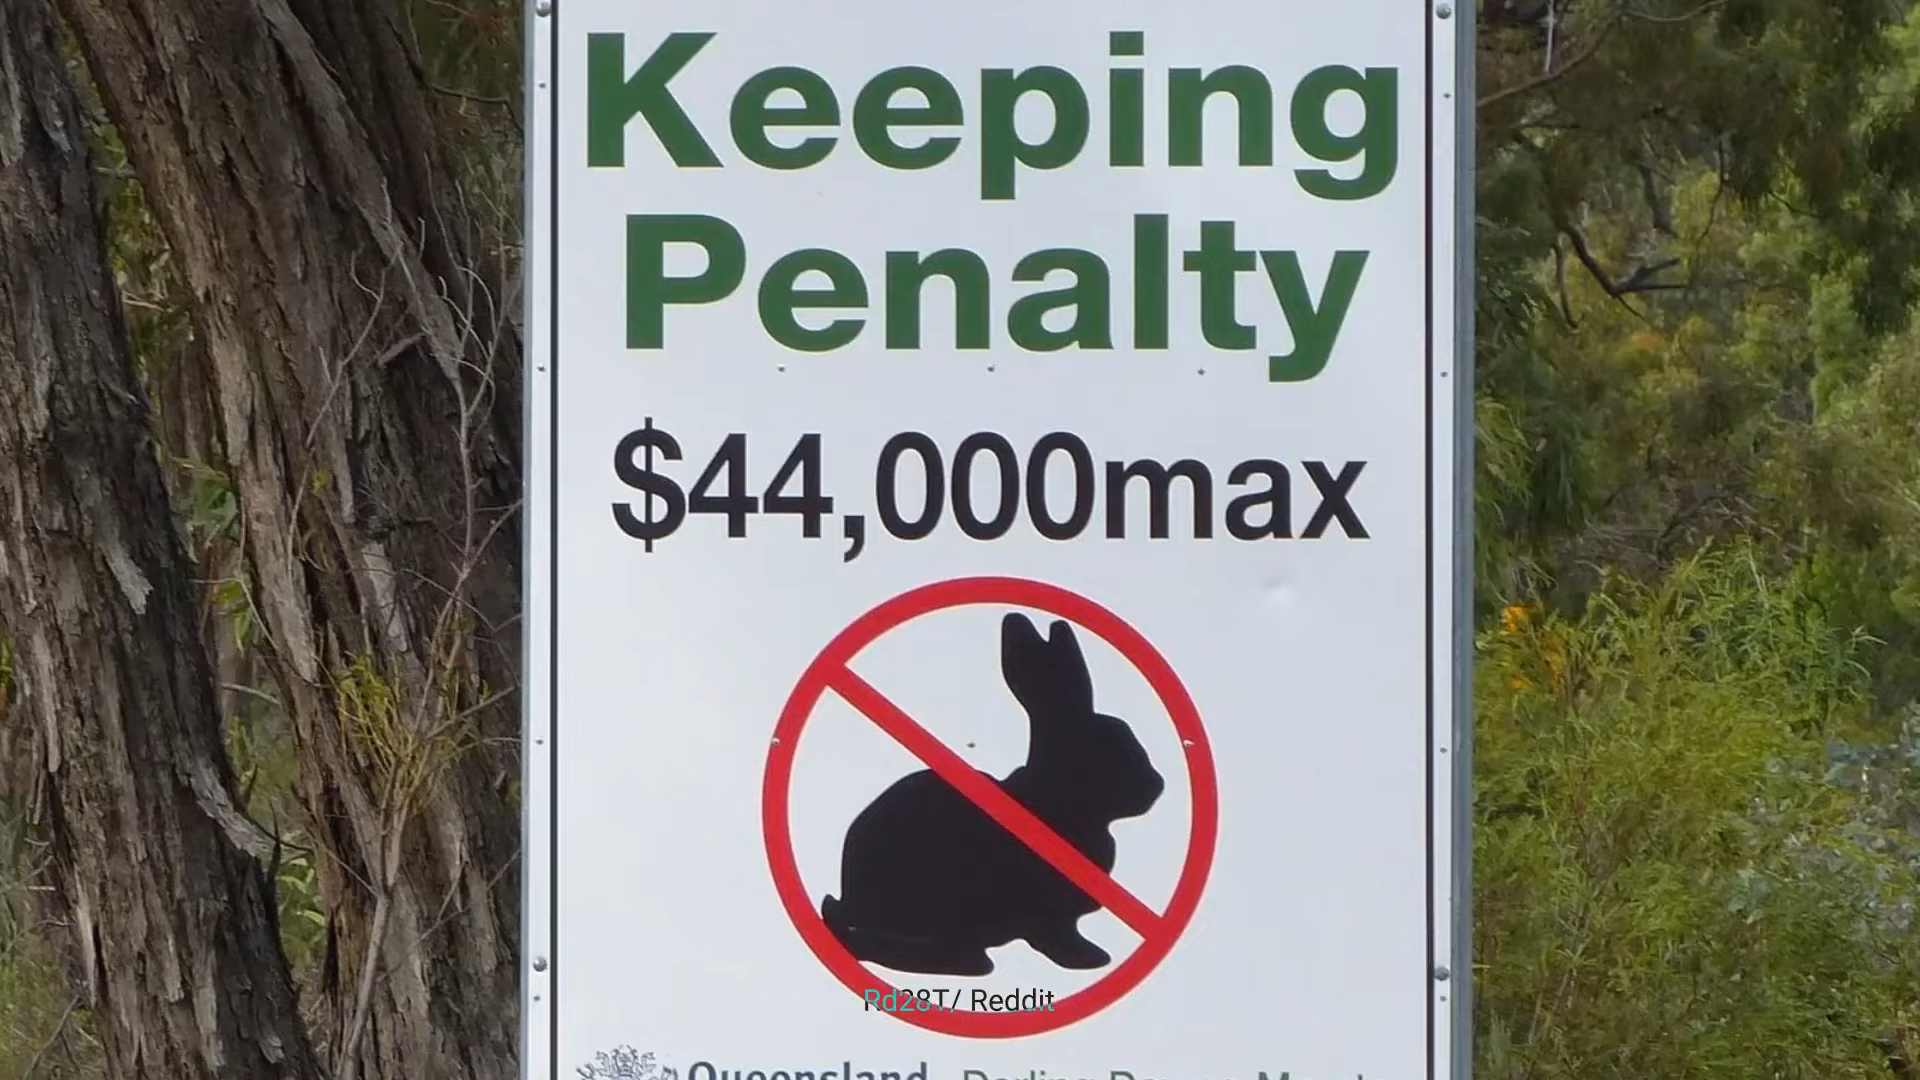 Keeping
Penalty
$44,000max
Rd28T/ Reddit
Queensland